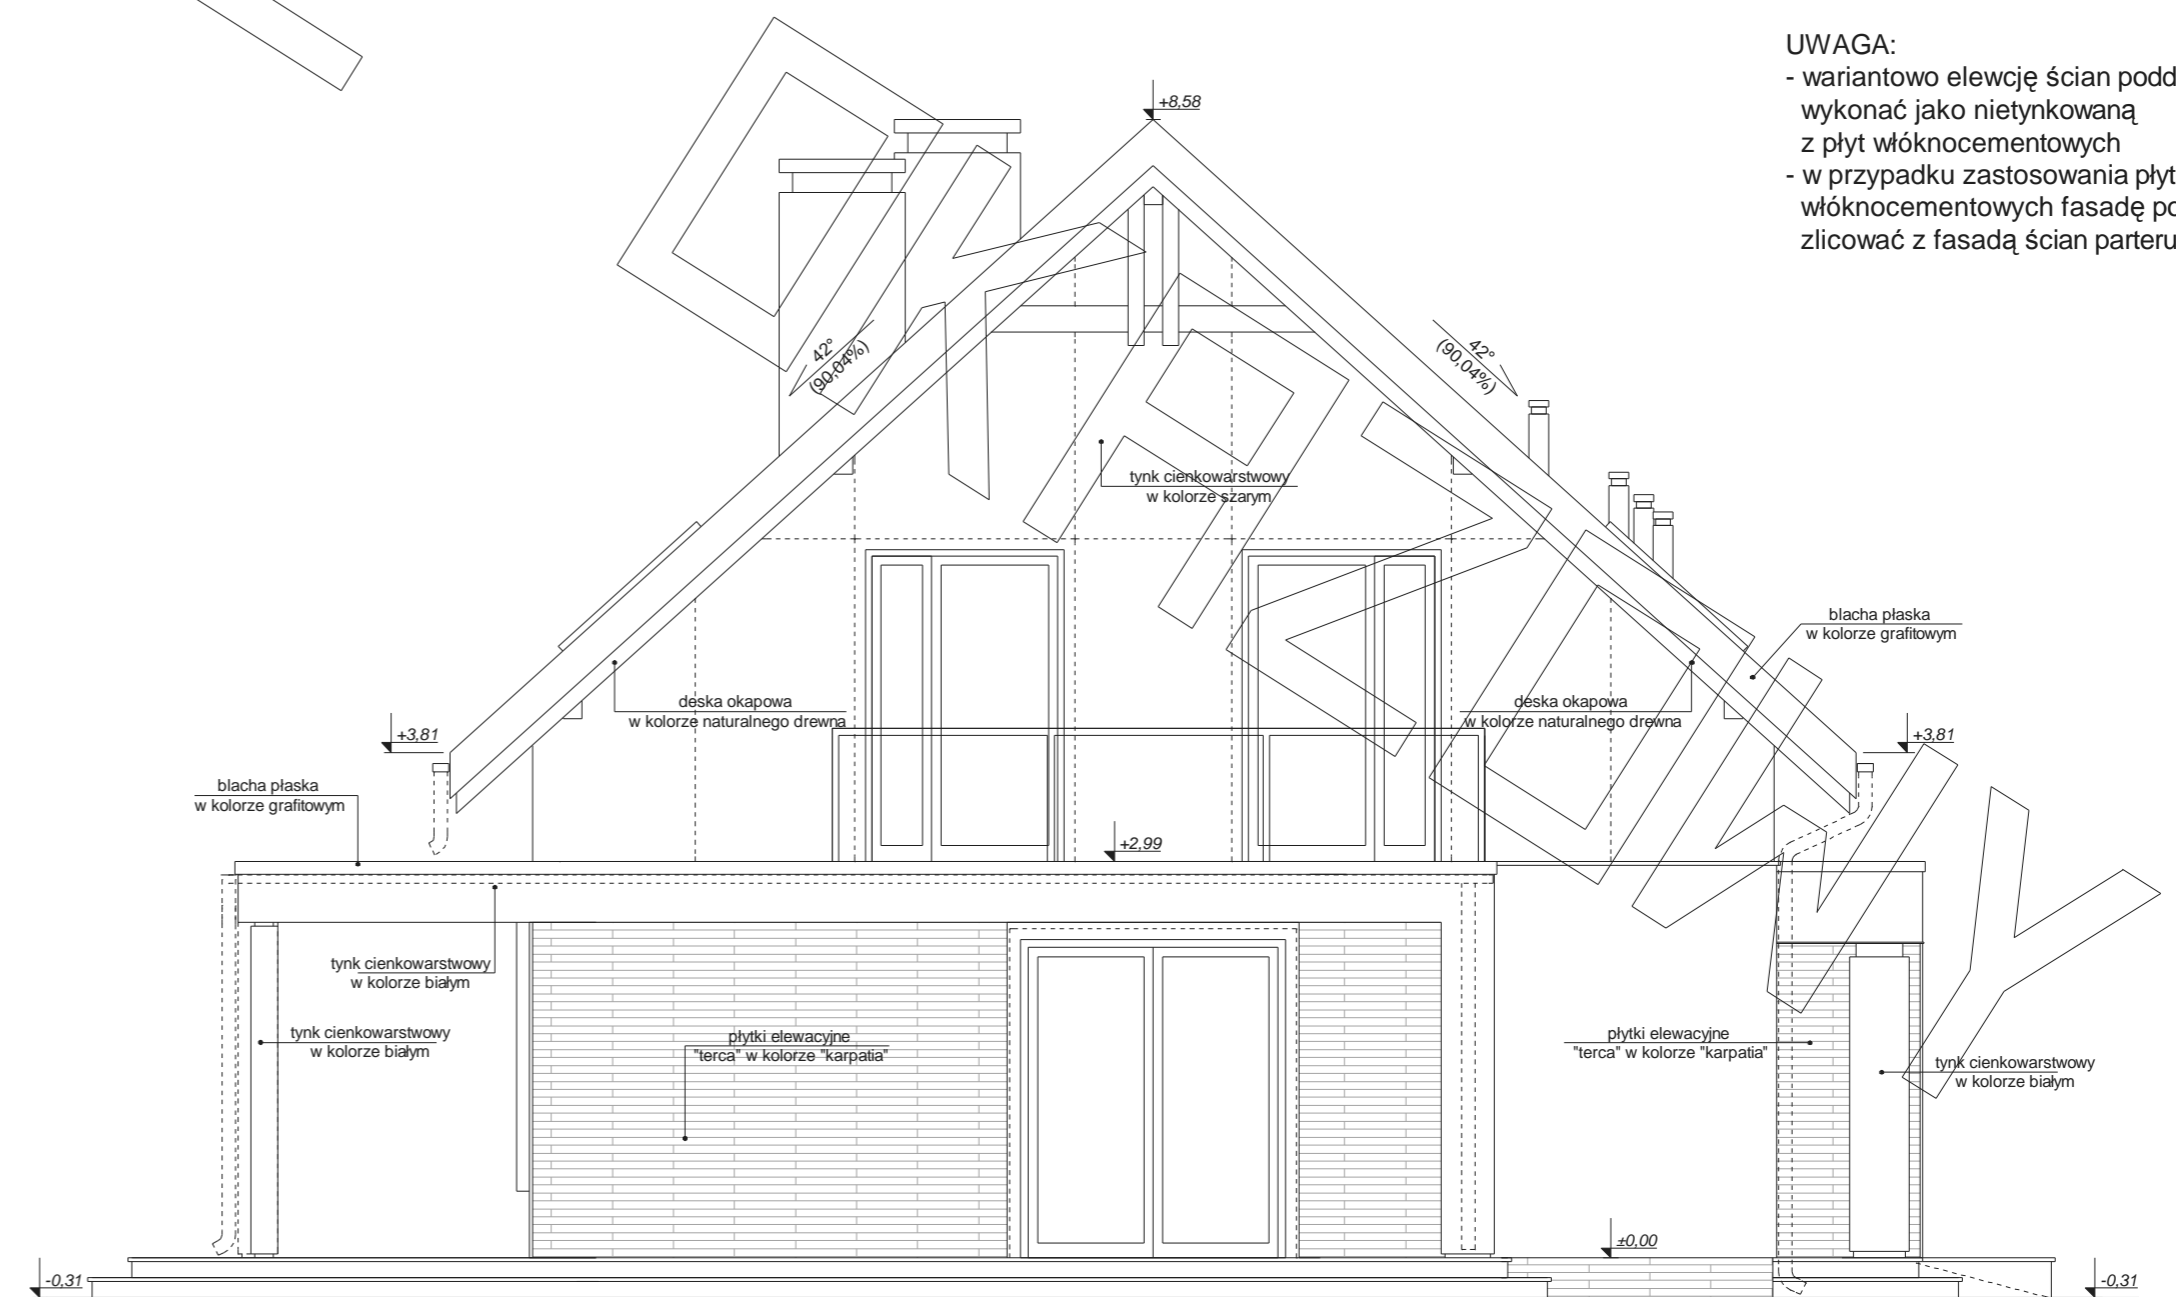 UWAGA:
- wariantowo elewcję ścian podd
wykonać jako nietynkowaną
z płyt włóknocementowych
- w przypadku zastosowania płyt
włóknocementowych fasadę po
zlicować z fasadą ścian parteru
+8,58
42°
(90,04%)
42°
(90,04%)
tynk cienkowarstwowy
w kolorze szarym
blacha płaska
w kolorze grafitowym
deska okapowa
w kolorze naturalnego drewna
deska okapowa
w kolorze naturalnego drewna
+3,81
+3,81
blacha płaska
w kolorze grafitowym
+2,99
tynk cienkowarstwowy
w kolorze białym
tynk cienkowarstwowy
w kolorze białym
płytki elewacyjne
"terca" w kolorze "karpatia"
płytki elewacyjne
"terca" w kolorze "karpatia"
tynk cienkowarstwowy
w kolorze białym
±0,00
-0,31
-0,31